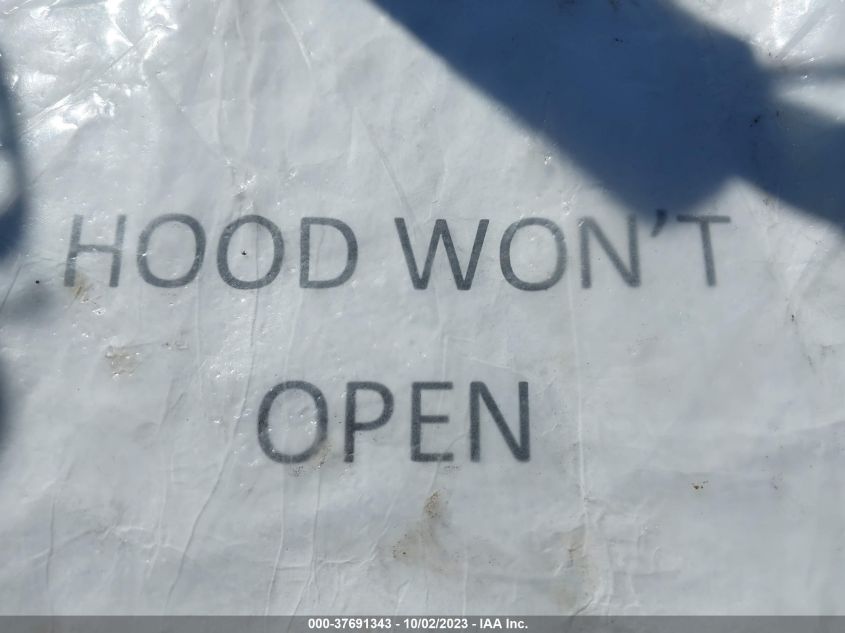 HOOD WON'T
OPEN
000-37691343 - 10/02/2023 - IAA Inc.